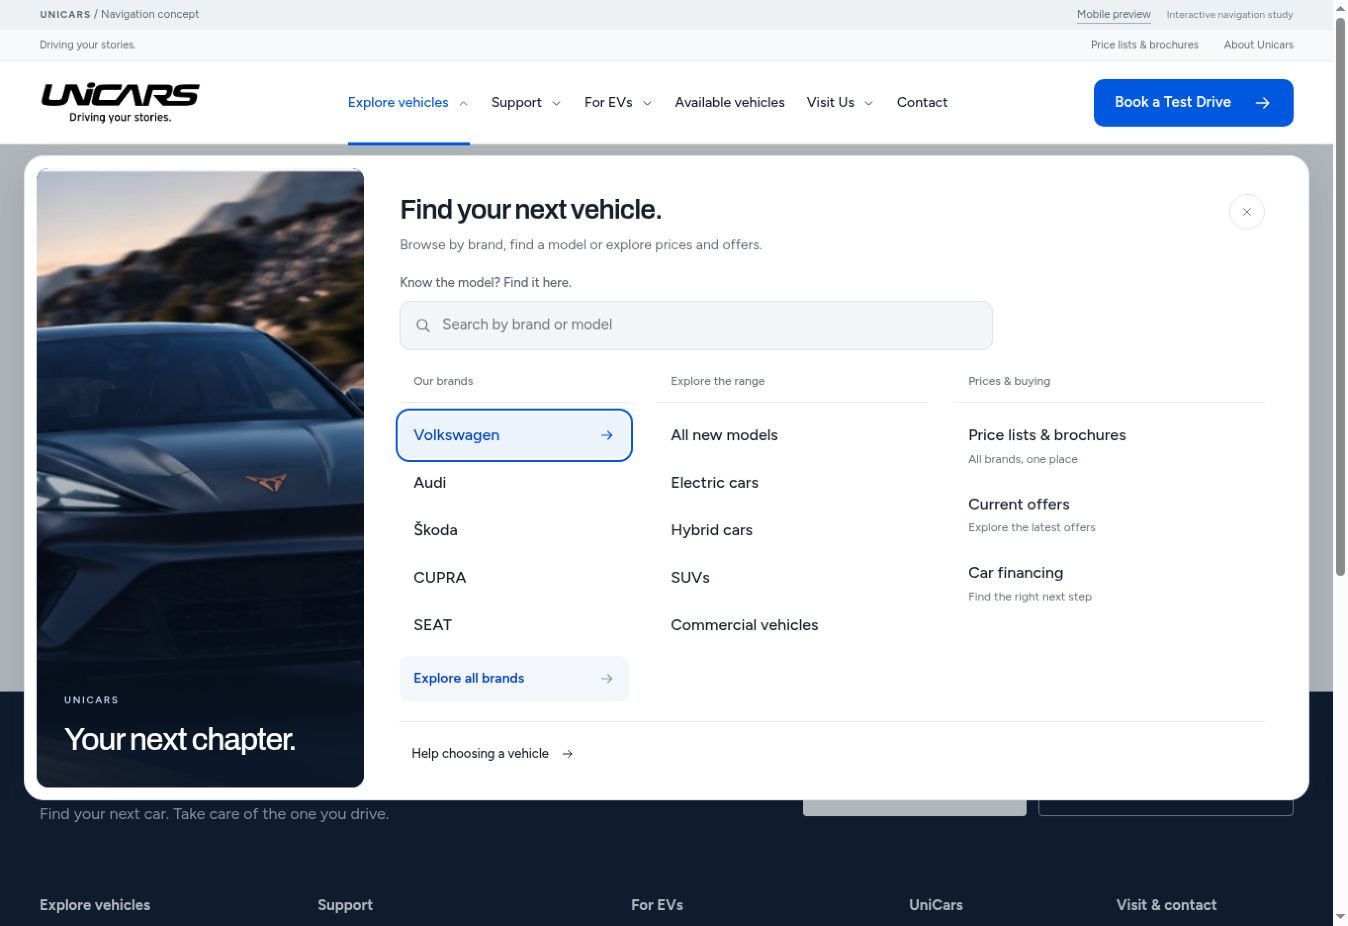 UNICARS / Navigation concept
Mobile preview
Interactive navigation study
Driving your stories.
Price lists & brochures
About Unicars
UNiCARS
Driving your stories.
Explore vehicles
Support
For EVs
Available vehicles
Visit Us
Contact
Book a Test Drive
Find your next vehicle.
Browse by brand, find a model or explore prices and offers.
Know the model? Find it here.
Search by brand or model
Our brands
Volkswagen
Audi
Škoda
CUPRA
SEAT
Explore all brands
Explore the range
All new models
Electric cars
Hybrid cars
SUVs
Commercial vehicles
Prices & buying
Price lists & brochures
All brands, one place
Current offers
Explore the latest offers
Car financing
Find the right next step
Help choosing a vehicle
UNICARS
Your next chapter.
Find your next car. Take care of the one you drive.
Explore vehicles
Support
For EVs
UniCars
Visit & contact